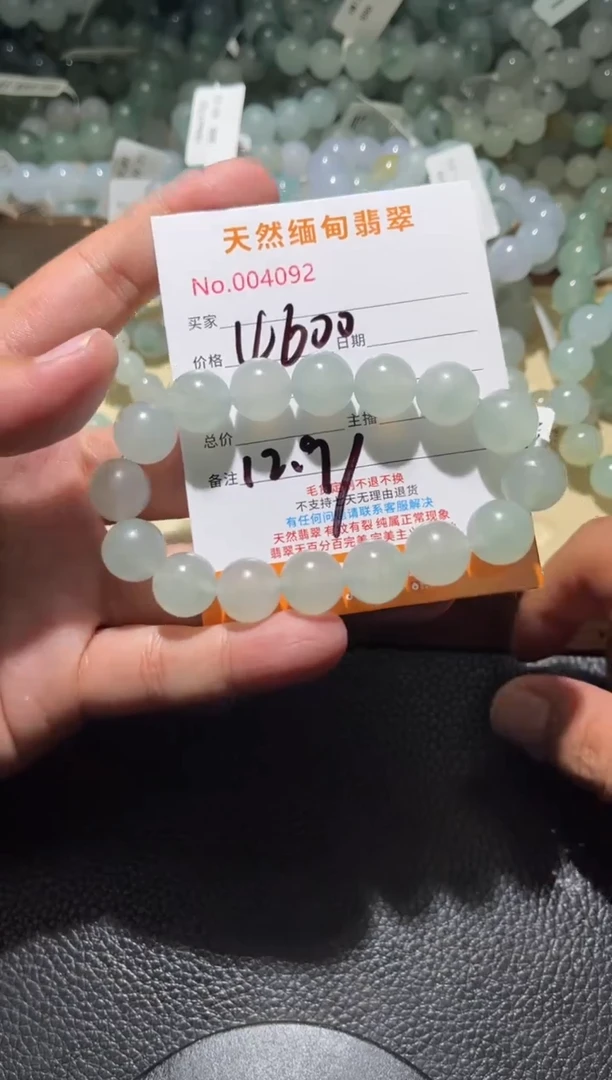 天然缅甸翡翠
No.004092
买家
价格 日期
总价 主播
备注 12.9
不退不换
不支持七天无理由退货
有任何问 请联系客服解决
天然翡翠 有纹有裂 纯属正常现象
翡翠无百分百完美